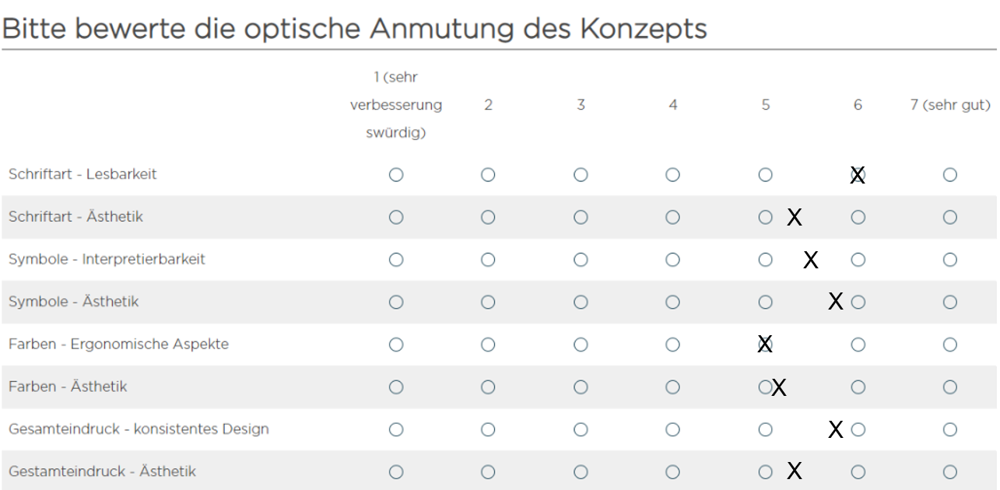 Bitte bewerte die optische Anmutung des Konzepts
1 (sehr
verbesserung 2 3 4 5 6 7 (sehr gut)
swürdig)
Schriftart - Lesbarkeit X
Schriftart - Ästhetik X
Symbole - Interpretierbarkeit X
Symbole - Ästhetik X
Farben - Ergonomische Aspekte X
Farben - Ästhetik X
Gesamteindruck - konsistentes Design X
Gestamteindruck - Ästhetik X